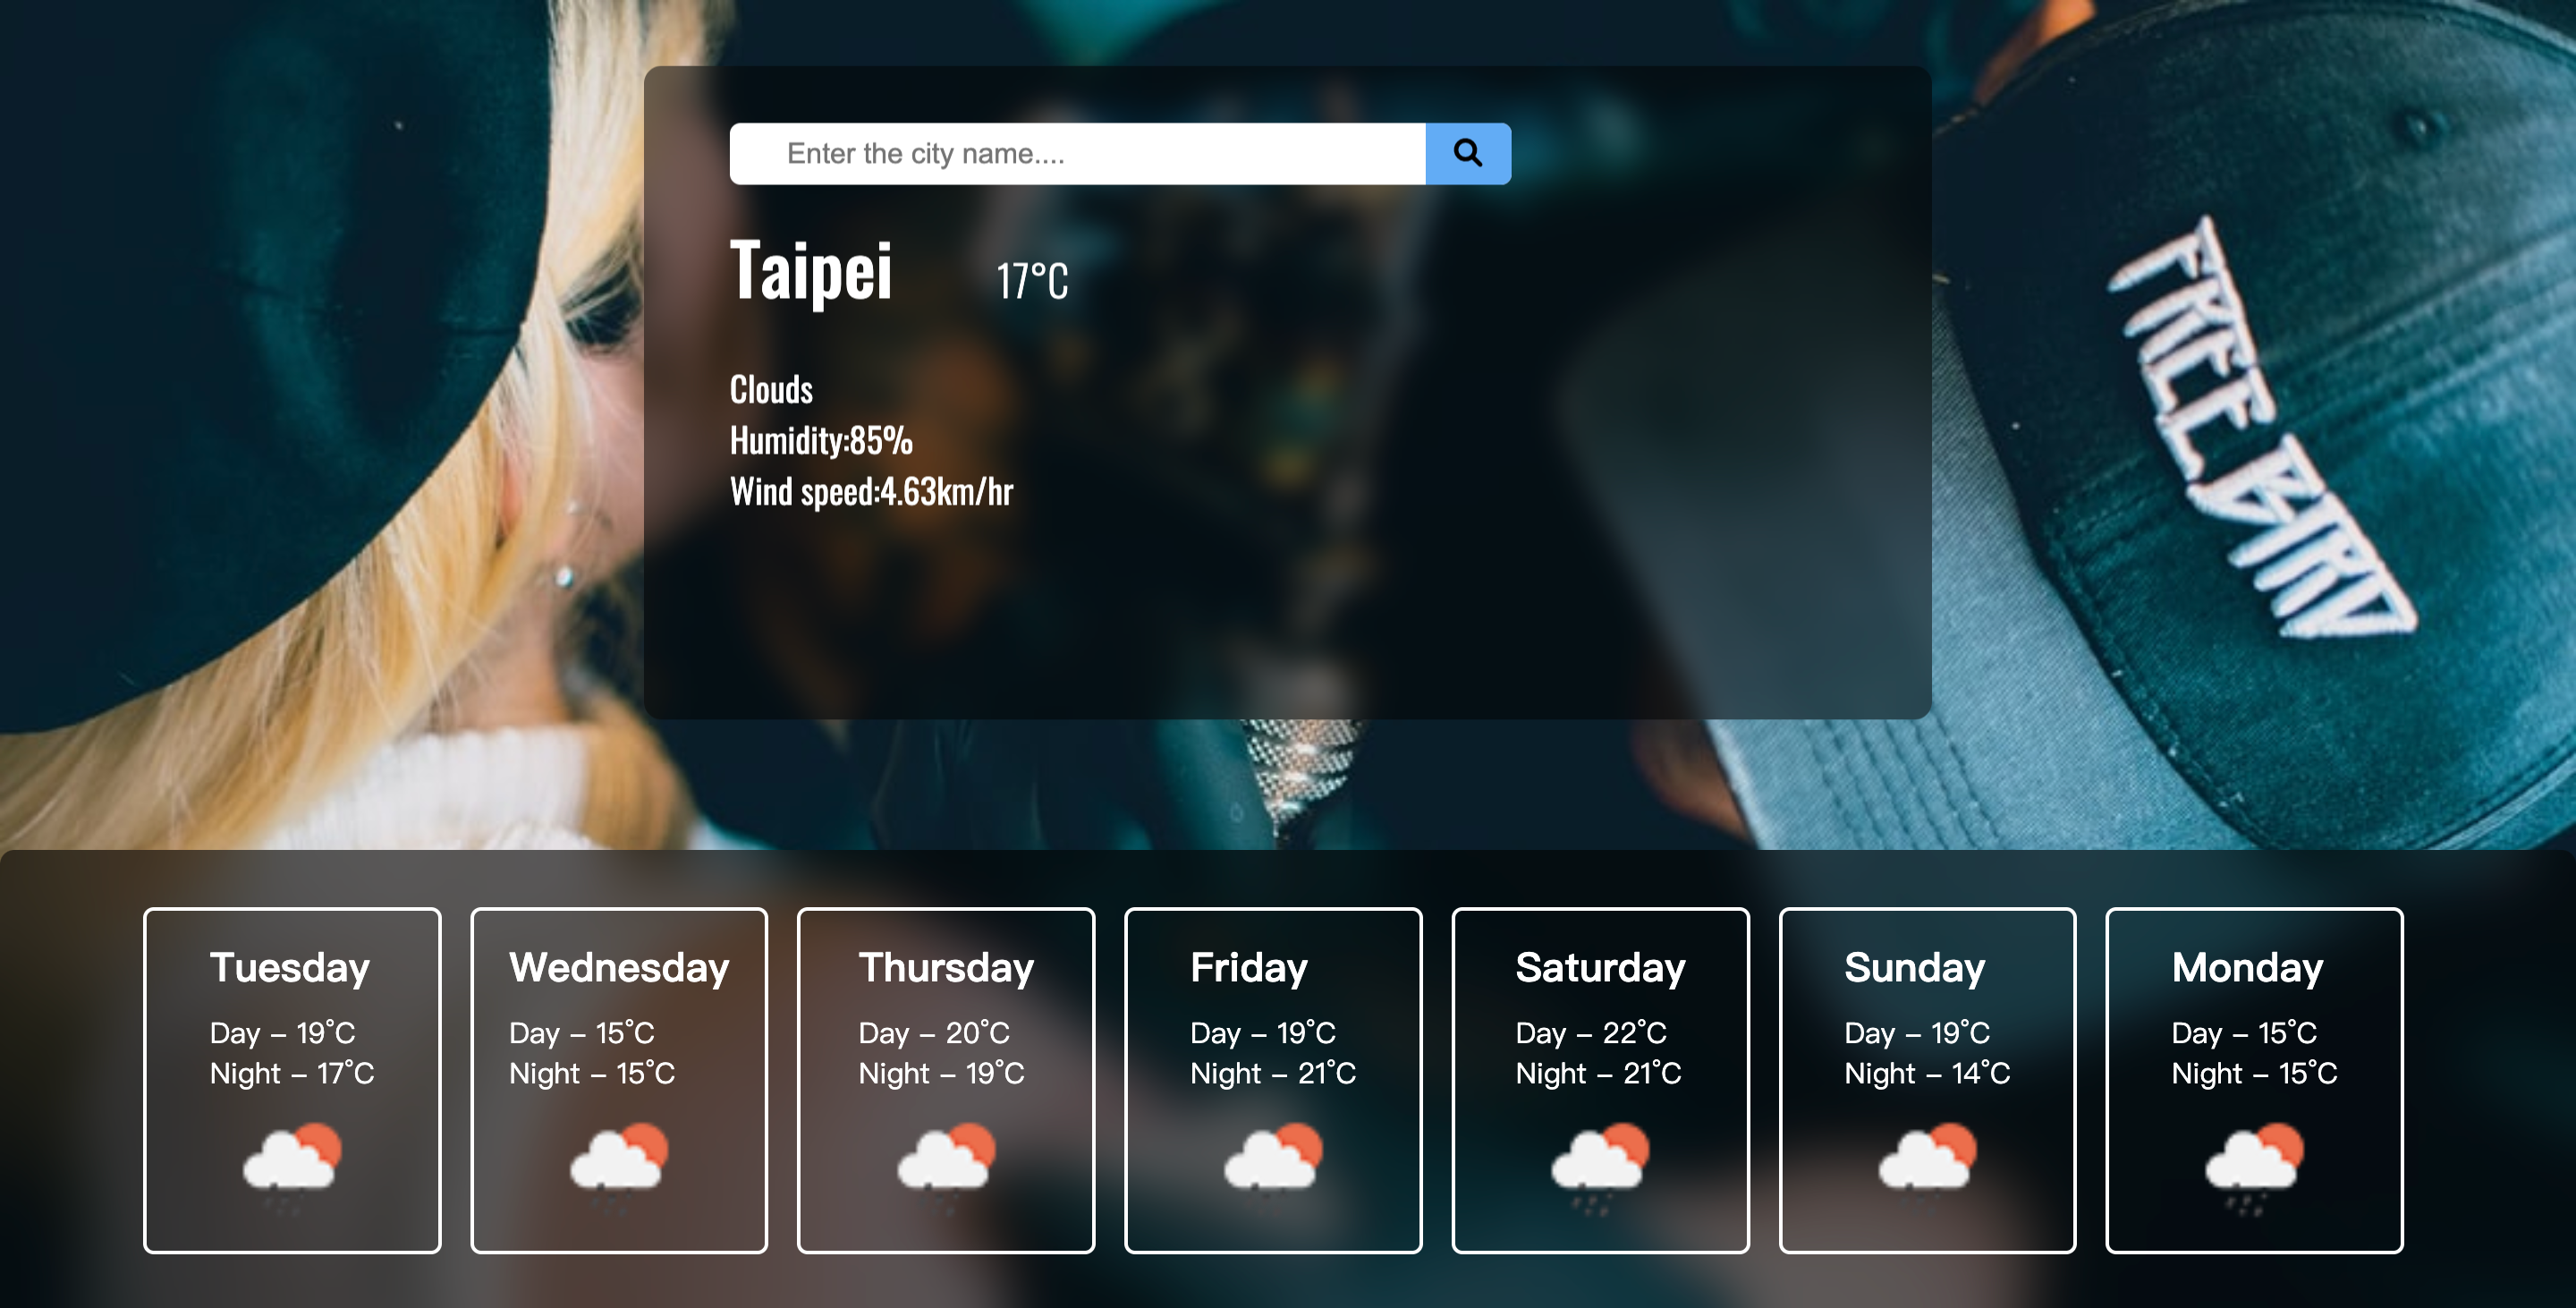 Enter the city name....
Taipei 17°C
Clouds
Humidity:85%
Wind speed:4.63km/hr
FREE BIRD
Tuesday
Day – 19°C
Night – 17°C
Wednesday
Day – 15°C
Night – 15°C
Thursday
Day – 20°C
Night – 19°C
Friday
Day – 19°C
Night – 21°C
Saturday
Day – 22°C
Night – 21°C
Sunday
Day – 19°C
Night – 14°C
Monday
Day – 15°C
Night – 15°C